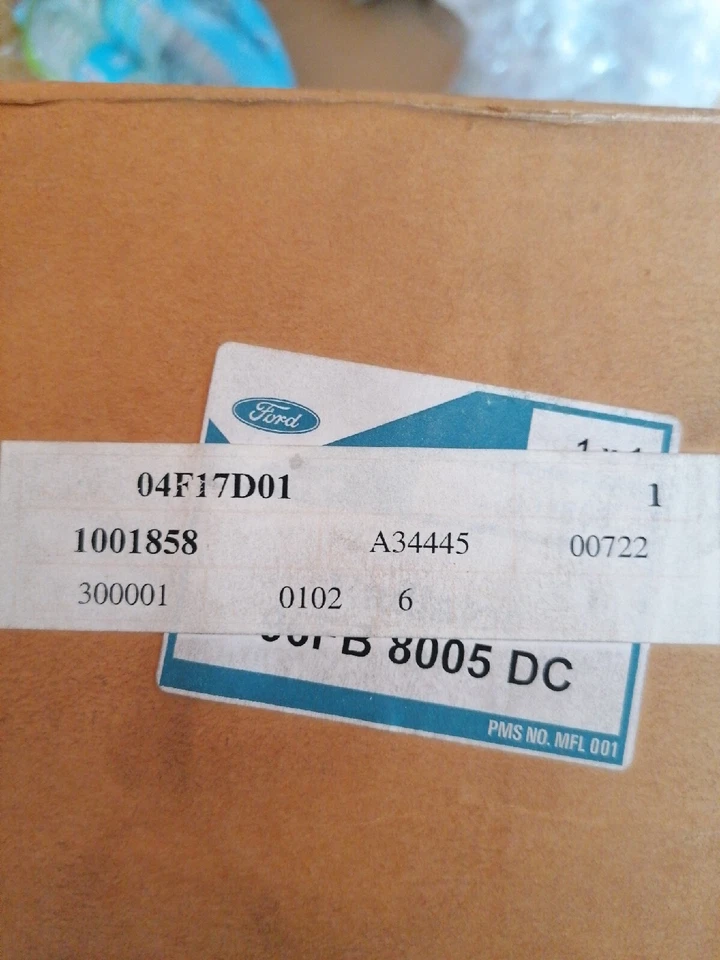 Ford
04F17D01 1
1001858 A34445 00722
300001 0102 6
8005 DC
PMS NO. MFL 001